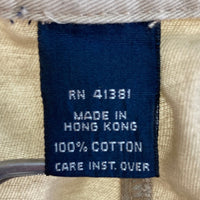 RN 41381
MADE IN
HONG KONG
100% COTTON
CARE INST. OVER